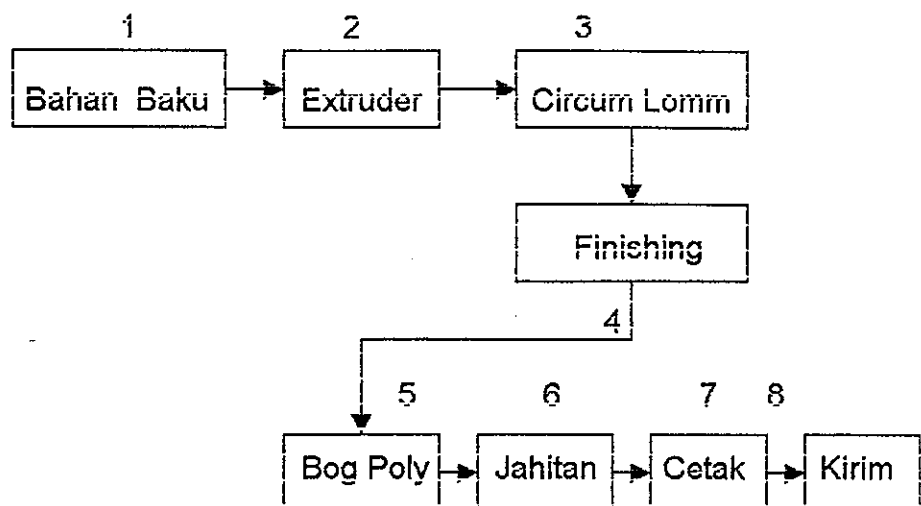 1 2 3
Bahan Baku Extruder Circum Lomm
Finishing
4
5 6 7 8
Bog Poly Jahitan Cetak Kirim